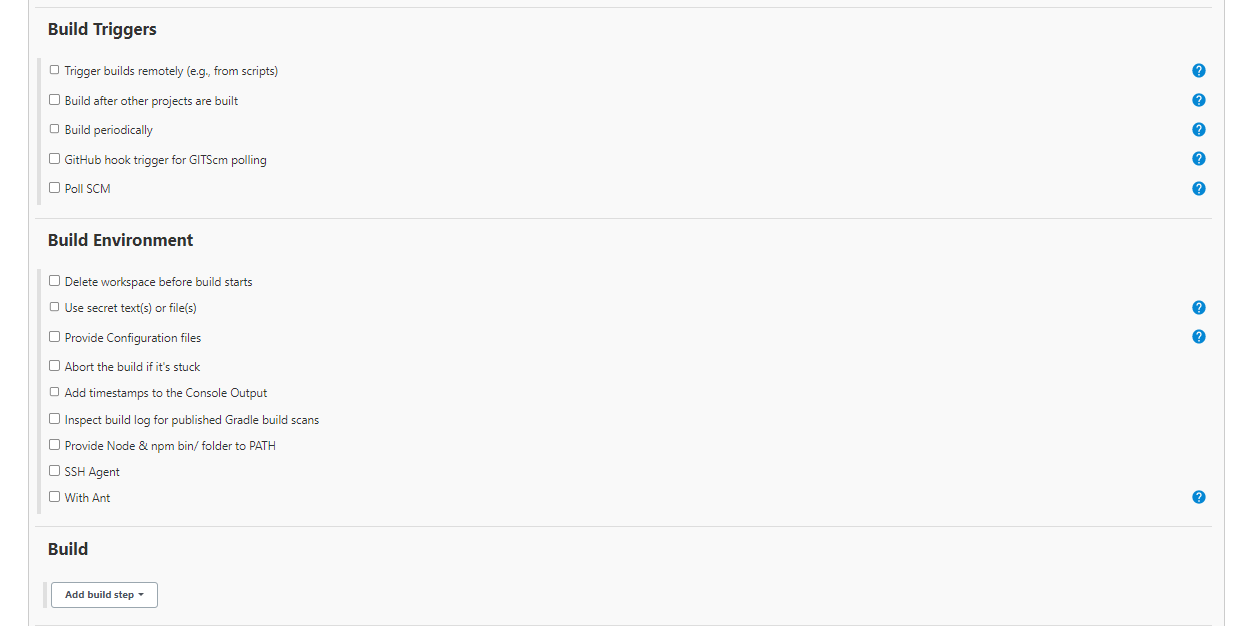 Build Triggers
Trigger builds remotely (e.g., from scripts)
?
Build after other projects are built
?
Build periodically
?
GitHub hook trigger for GITScm polling
?
Poll SCM
?
Build Environment
Delete workspace before build starts
Use secret text(s) or file(s)
?
Provide Configuration files
?
Abort the build if it's stuck
Add timestamps to the Console Output
Inspect build log for published Gradle build scans
Provide Node & npm bin/ folder to PATH
SSH Agent
With Ant
?
Build
Add build step